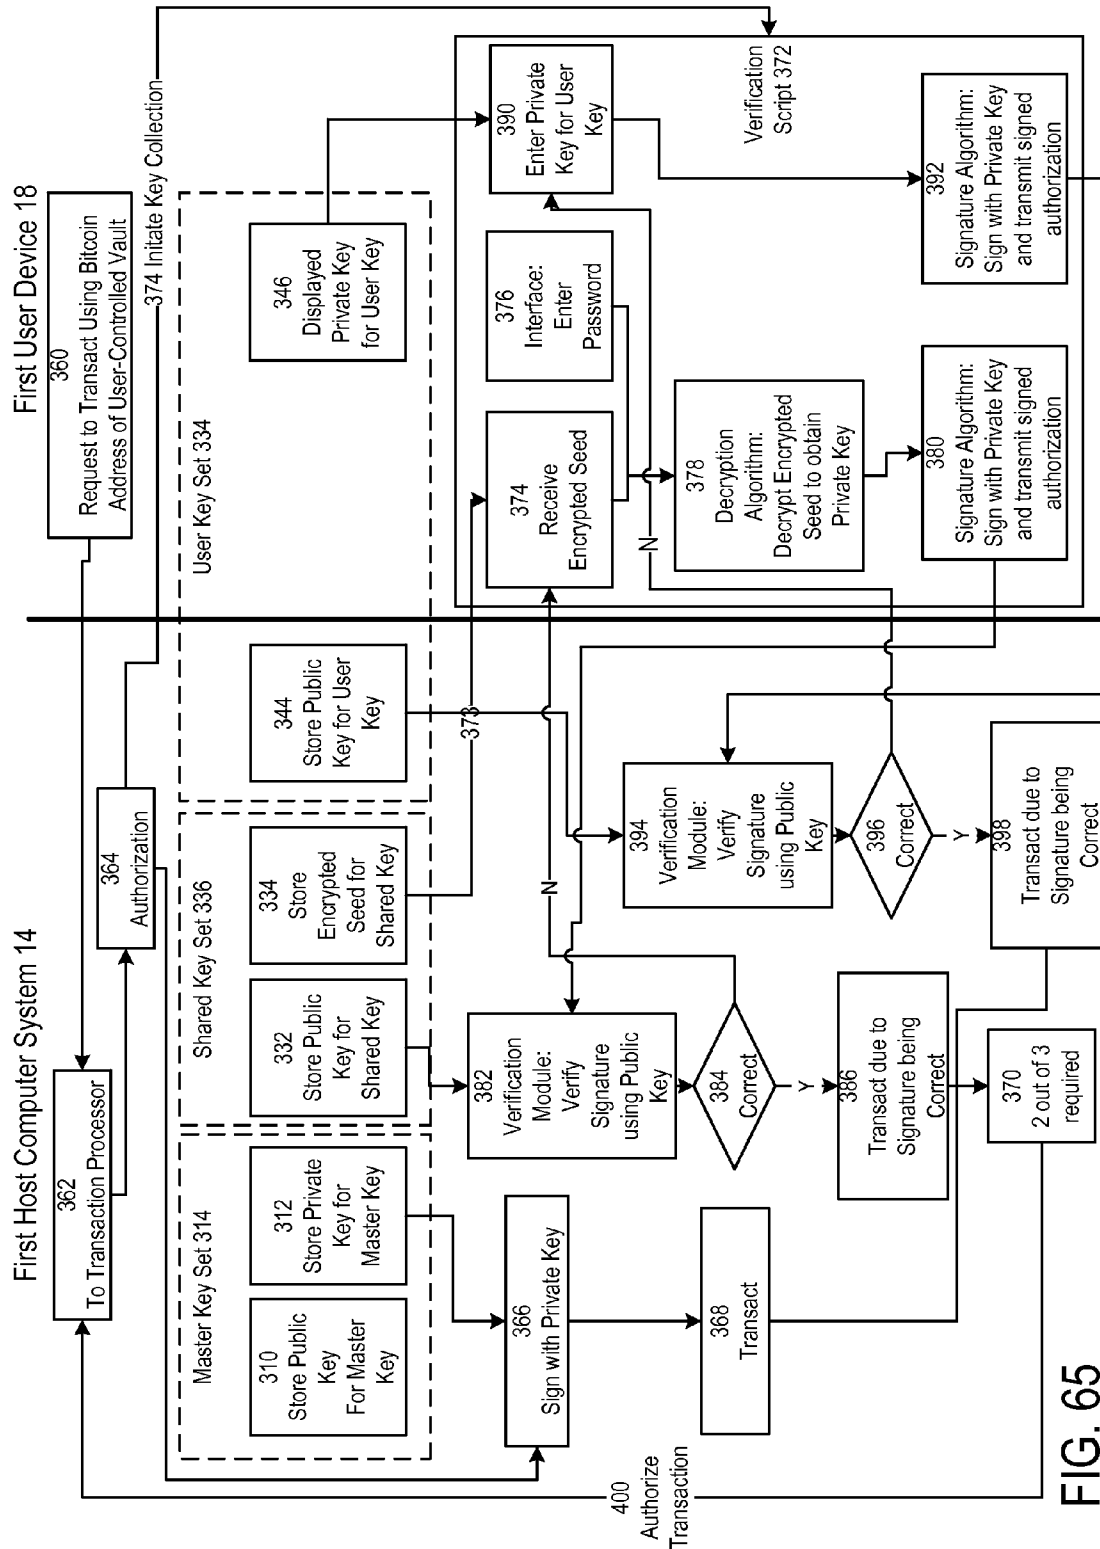 First Host Computer System 14
First User Device 18
362
To Transaction Processor
364
Authorization
360
Request to Transact Using Bitcoin
Address of User-Controlled Vault
374 Initate Key Collection
Master Key Set 314
310
Store Public
Key
For Master
Key
312
Store Private
Key for
Master Key
Shared Key Set 336
332
Store Public
Key for
Shared Key
334
Store
Encrypted
Seed for
Shared Key
User Key Set 334
344
Store Public
Key for User
Key
346
Displayed
Private Key
for User Key
373
366
Sign with Private Key
368
Transact
382
Verification
Module:
Verify
Signature
using Public
Key
384
Correct
N
Y
386
Transact due to
Signature being
Correct
370
2 out of 3
required
394
Verification
Module:
Verify
Signature
using Public
Key
396
Correct
N
Y
398
Transact due to
Signature being
Correct
374
Receive
Encrypted Seed
376
Interface:
Enter
Password
390
Enter Private
Key for User
Key
378
Decryption
Algorithm:
Decrypt Encrypted
Seed to obtain
Private Key
Verification
Script 372
380
Signature Algorithm:
Sign with Private Key
and transmit signed
authorization
392
Signature Algorithm:
Sign with Private Key
and transmit signed
authorization
400
Authorize
Transaction
FIG. 65